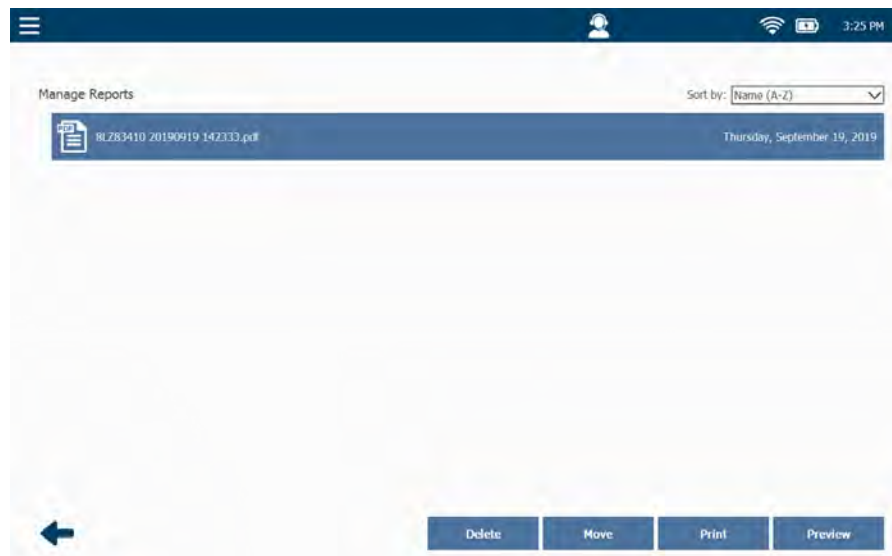 3:25 PM
Manage Reports
Sort by: Name (A-Z)
PDF
8LZ83410 20190919 142333.pdf
Thursday, September 19, 2019
Delete
Move
Print
Preview